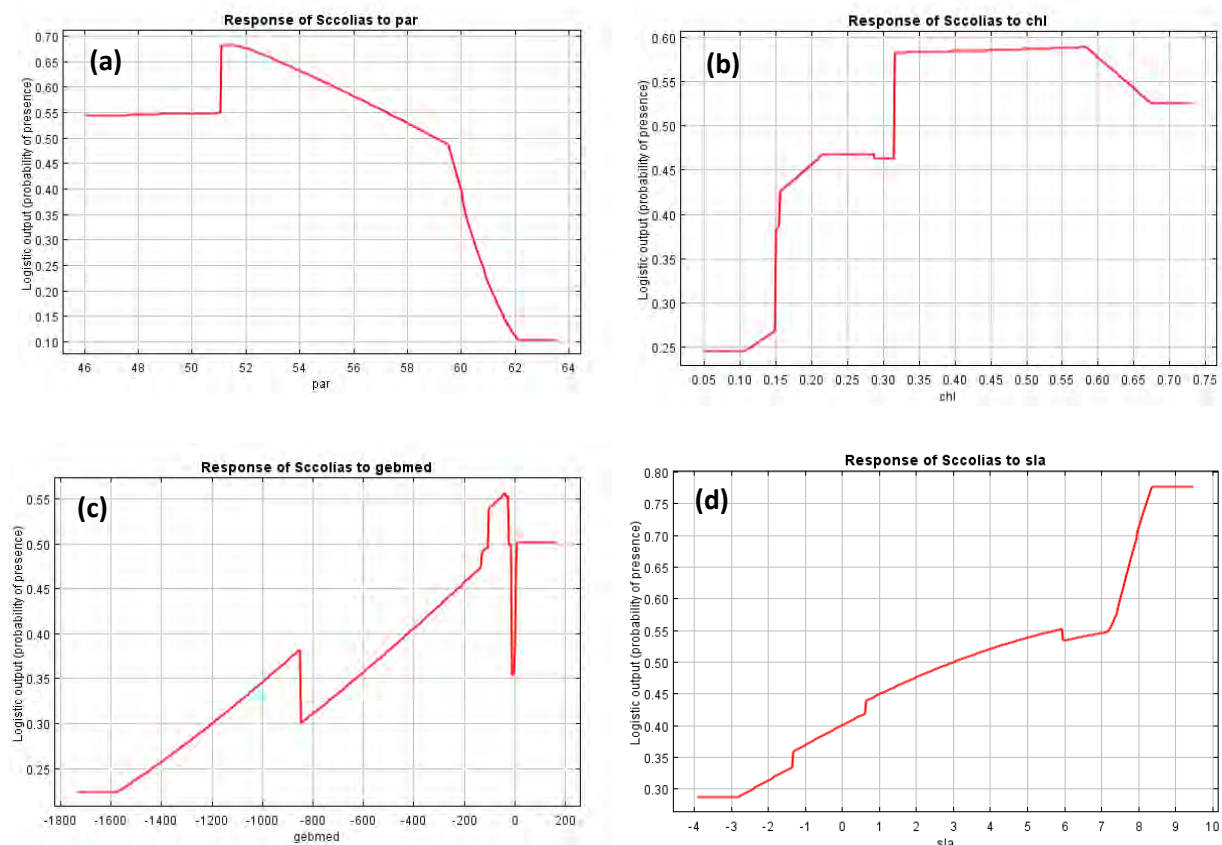 Response of Sccolias to par
(a)
Logistic output (probability of presence)
0.70
0.65
0.60
0.55
0.50
0.45
0.40
0.35
0.30
0.25
0.20
0.15
0.10
46 48 50 52 54 56 58 60 62 64
par
Response of Sccolias to chl
(b)
Logistic output (probability of presence)
0.60
0.55
0.50
0.45
0.40
0.35
0.30
0.25
0.05 0.10 0.15 0.20 0.25 0.30 0.35 0.40 0.45 0.50 0.55 0.60 0.65 0.70 0.75
chl
Response of Sccolias to gebmed
(c)
Logistic output (probability of presence)
0.55
0.50
0.45
0.40
0.35
0.30
0.25
-1800 -1600 -1400 -1200 -1000 -800 -600 -400 -200 0 200
gebmed
Response of Sccolias to sla
(d)
Logistic output (probability of presence)
0.80
0.75
0.70
0.65
0.60
0.55
0.50
0.45
0.40
0.35
0.30
-4 -3 -2 -1 0 1 2 3 4 5 6 7 8 9 10
sla